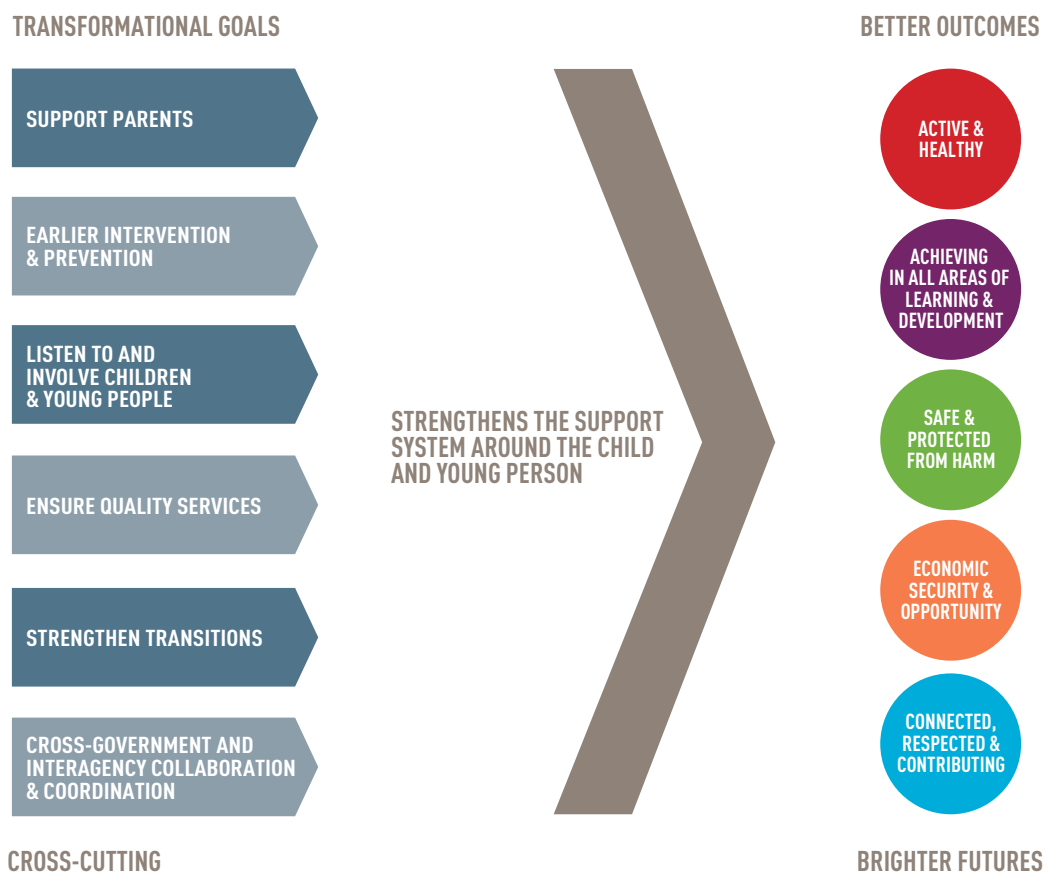 TRANSFORMATIONAL GOALS
SUPPORT PARENTS
EARLIER INTERVENTION
& PREVENTION
LISTEN TO AND
INVOLVE CHILDREN
& YOUNG PEOPLE
ENSURE QUALITY SERVICES
STRENGTHEN TRANSITIONS
CROSS-GOVERNMENT AND
INTERAGENCY COLLABORATION
& COORDINATION
CROSS-CUTTING
STRENGTHENS THE SUPPORT
SYSTEM AROUND THE CHILD
AND YOUNG PERSON
BETTER OUTCOMES
ACTIVE &
HEALTHY
ACHIEVING
IN ALL AREAS OF
LEARNING &
DEVELOPMENT
SAFE &
PROTECTED
FROM HARM
ECONOMIC
SECURITY &
OPPORTUNITY
CONNECTED,
RESPECTED &
CONTRIBUTING
BRIGHTER FUTURES